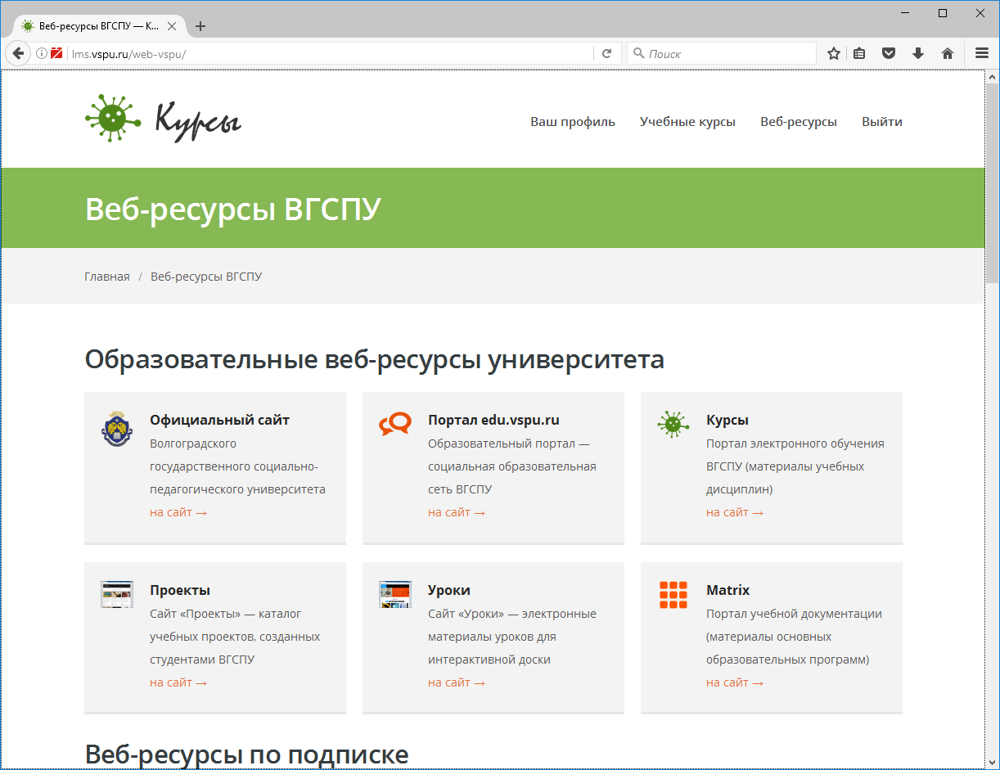 Веб-ресурсы ВГСПУ — К...
lms.vspu.ru/web-vspu/
Поиск
Курсы
Ваш профиль
Учебные курсы
Веб-ресурсы
Выйти
Веб-ресурсы ВГСПУ
Главная / Веб-ресурсы ВГСПУ
Образовательные веб-ресурсы университета
Официальный сайт
Волгоградского
государственного социально-
педагогического университета
на сайт →
Портал edu.vspu.ru
Образовательный портал —
социальная образовательная
сеть ВГСПУ
на сайт →
Курсы
Портал электронного обучения
ВГСПУ (материалы учебных
дисциплин)
на сайт →
Проекты
Сайт «Проекты» — каталог
учебных проектов, созданных
студентами ВГСПУ
на сайт →
Уроки
Сайт «Уроки» — электронные
материалы уроков для
интерактивной доски
на сайт →
Matrix
Портал учебной документации
(материалы основных
образовательных программ)
на сайт →
Веб-ресурсы по подписке